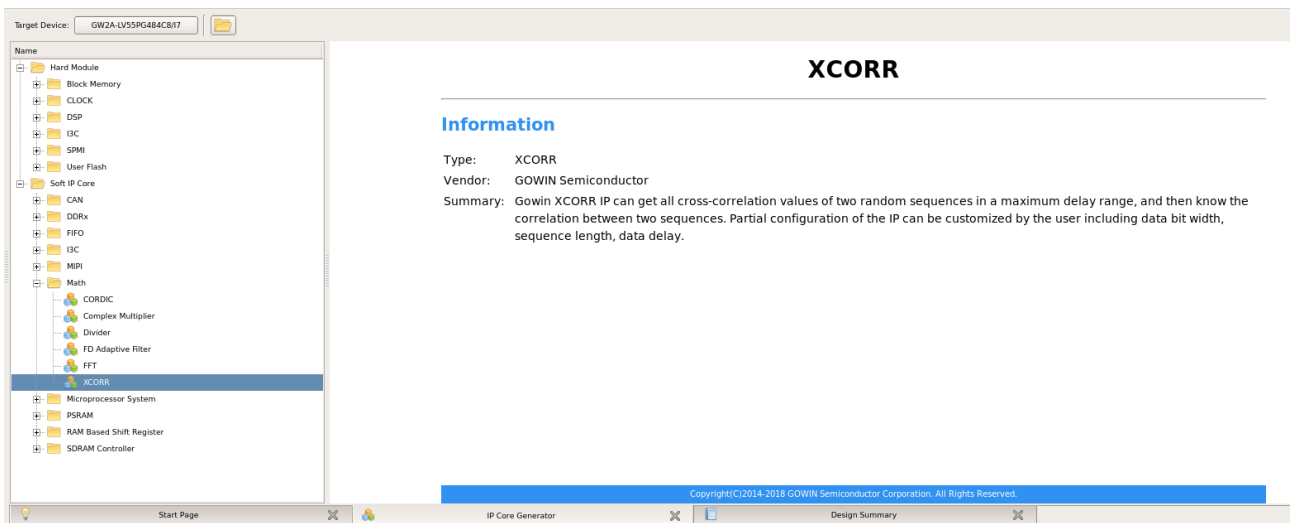 Target Device: GW2A-LV55PG484C8/I7
Name
Hard Module
Block Memory
CLOCK
DSP
I3C
SPMI
User Flash
Soft IP Core
CAN
DDRx
FIFO
I3C
MIPI
Math
CORDIC
Complex Multiplier
Divider
FD Adaptive Filter
FFT
XCORR
Microprocessor System
PSRAM
RAM Based Shift Register
SDRAM Controller
XCORR
Information
Type: XCORR
Vendor: GOWIN Semiconductor
Summary: Gowin XCORR IP can get all cross-correlation values of two random sequences in a maximum delay range, and then know the
correlation between two sequences. Partial configuration of the IP can be customized by the user including data bit width,
sequence length, data delay.
Copyright(C)2014-2018 GOWIN Semiconductor Corporation. All Rights Reserved.
Start Page IP Core Generator Design Summary